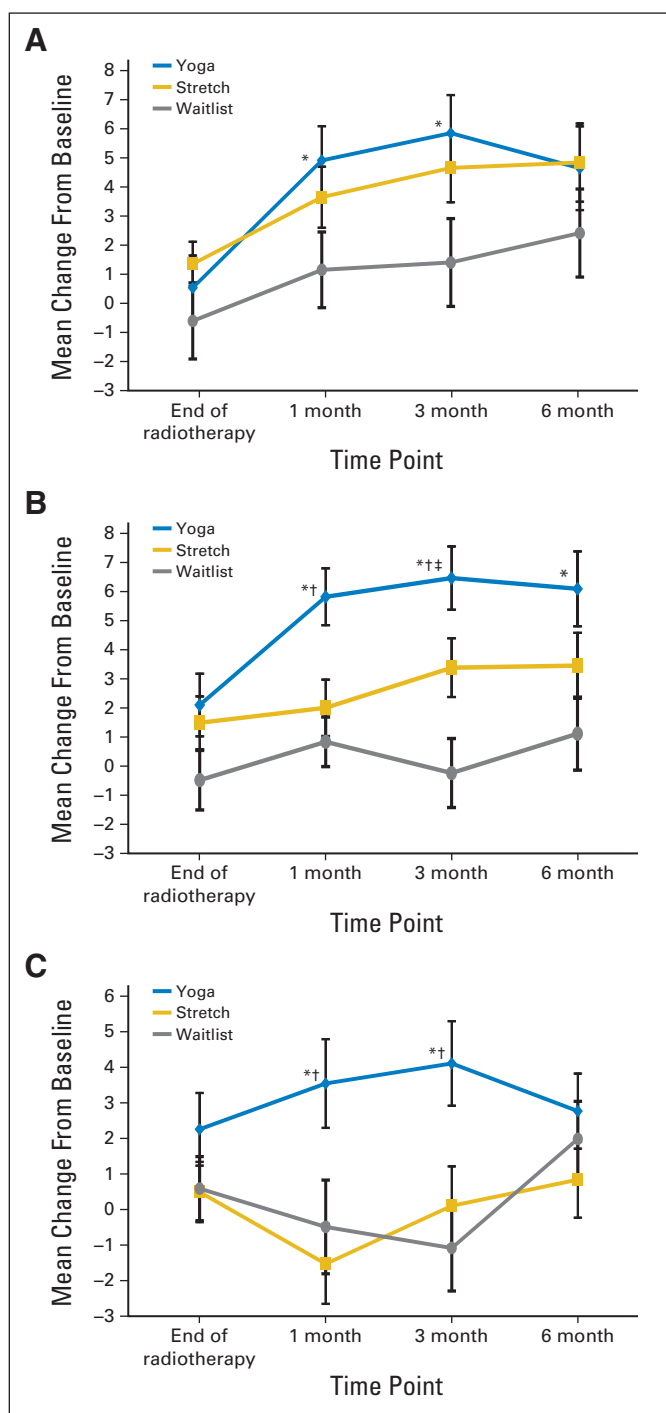 A
Yoga
Stretch
Waitlist
Mean Change From Baseline
8
7
6
5
4
3
2
1
0
–1
–2
–3
*
*
End of
radiotherapy
1 month
3 month
6 month
Time Point
B
Yoga
Stretch
Waitlist
Mean Change From Baseline
8
7
6
5
4
3
2
1
0
–1
–2
–3
*†
*†‡
*
End of
radiotherapy
1 month
3 month
6 month
Time Point
C
Yoga
Stretch
Waitlist
Mean Change From Baseline
6
5
4
3
2
1
0
–1
–2
–3
*†
*†
End of
radiotherapy
1 month
3 month
6 month
Time Point